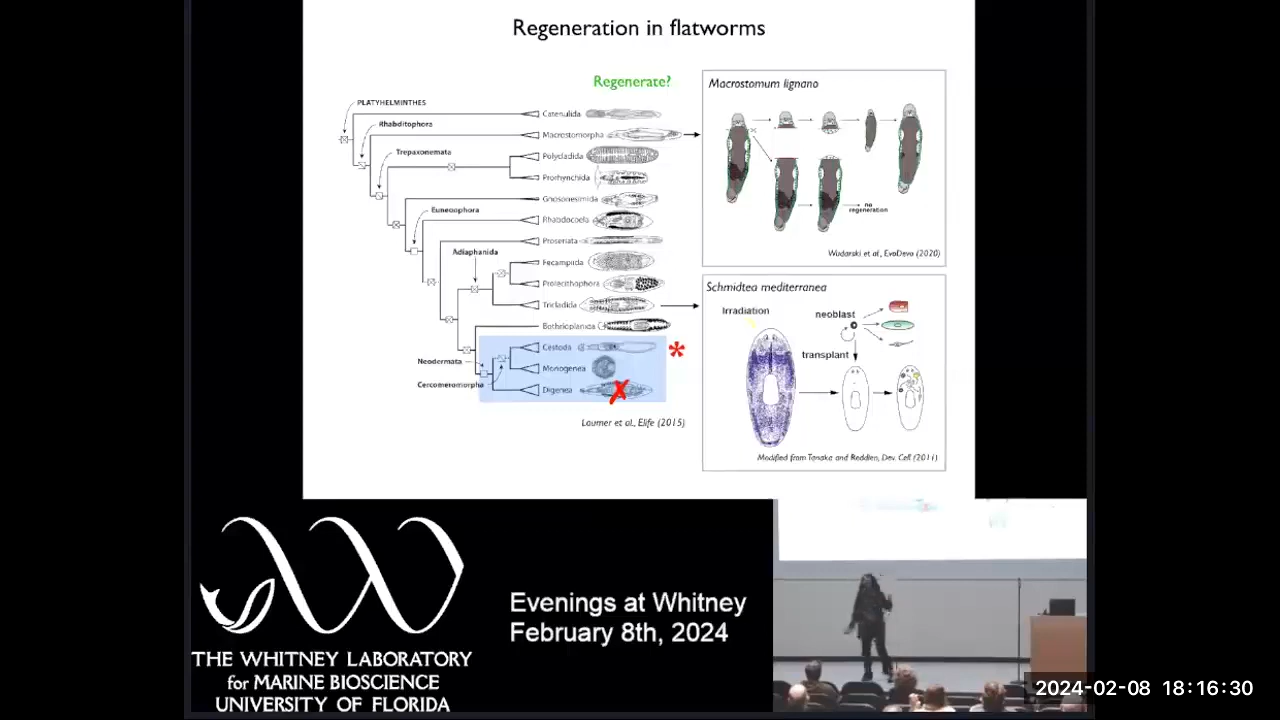 Regeneration in flatworms
Regenerate?
PLATYHELMINTHES
Rhabditophora
Trepaxonemata
Euneoophora
Adiaphanida
Neodermata
Cercomeromorpha
Catenulida
Macrostomorpha
Polycladida
Prorhynchida
Gnosonesimida
Rhabdocoela
Proseriata
Fecampiida
Prolecithophora
Tricladida
Bothrioplanida
Cestoda
*
Monogenea
Digenea
X
Laumer et al., Elife (2015)
Macrostomum lignano
no
regeneration
Wudarski et al., EvoDevo (2020)
Schmidtea mediterranea
Irradiation
neoblast
transplant
Modified from Tanaka and Reddien, Dev. Cell (2011)
THE WHITNEY LABORATORY
for MARINE BIOSCIENCE
UNIVERSITY OF FLORIDA
Evenings at Whitney
February 8th, 2024
2024-02-08 18:16:30